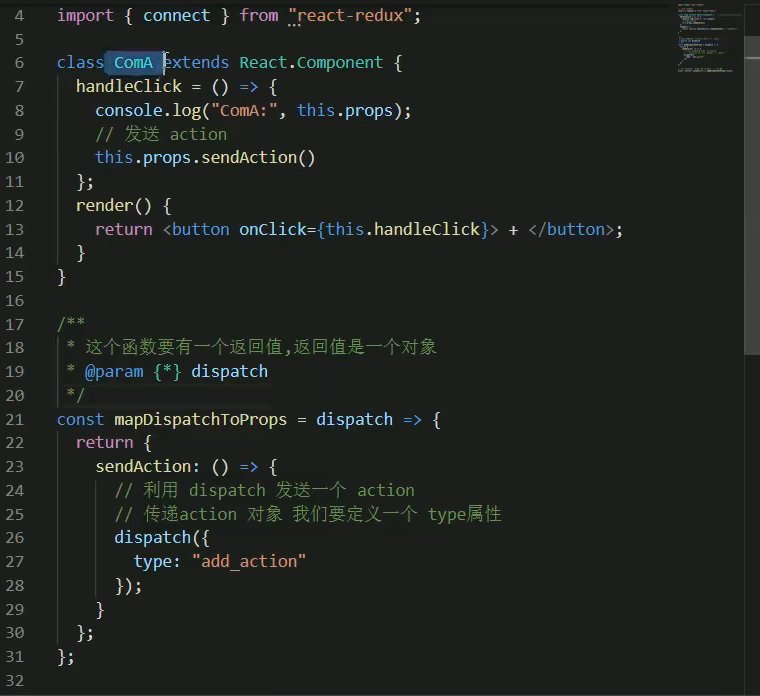 4 import { connect } from "react-redux";
5
6 class ComA extends React.Component {
7 handleClick = () => {
8 console.log("ComA:", this.props);
9 // 发送 action
10 this.props.sendAction()
11 };
12 render() {
13 return <button onClick={this.handleClick}> + </button>;
14 }
15 }
16
17 /**
18 * 这个函数要有一个返回值,返回值是一个对象
19 * @param {*} dispatch
20 */
21 const mapDispatchToProps = dispatch => {
22 return {
23 sendAction: () => {
24 // 利用 dispatch 发送一个 action
25 // 传递action 对象 我们要定义一个 type属性
26 dispatch({
27 type: "add_action"
28 });
29 }
30 };
31 };
32